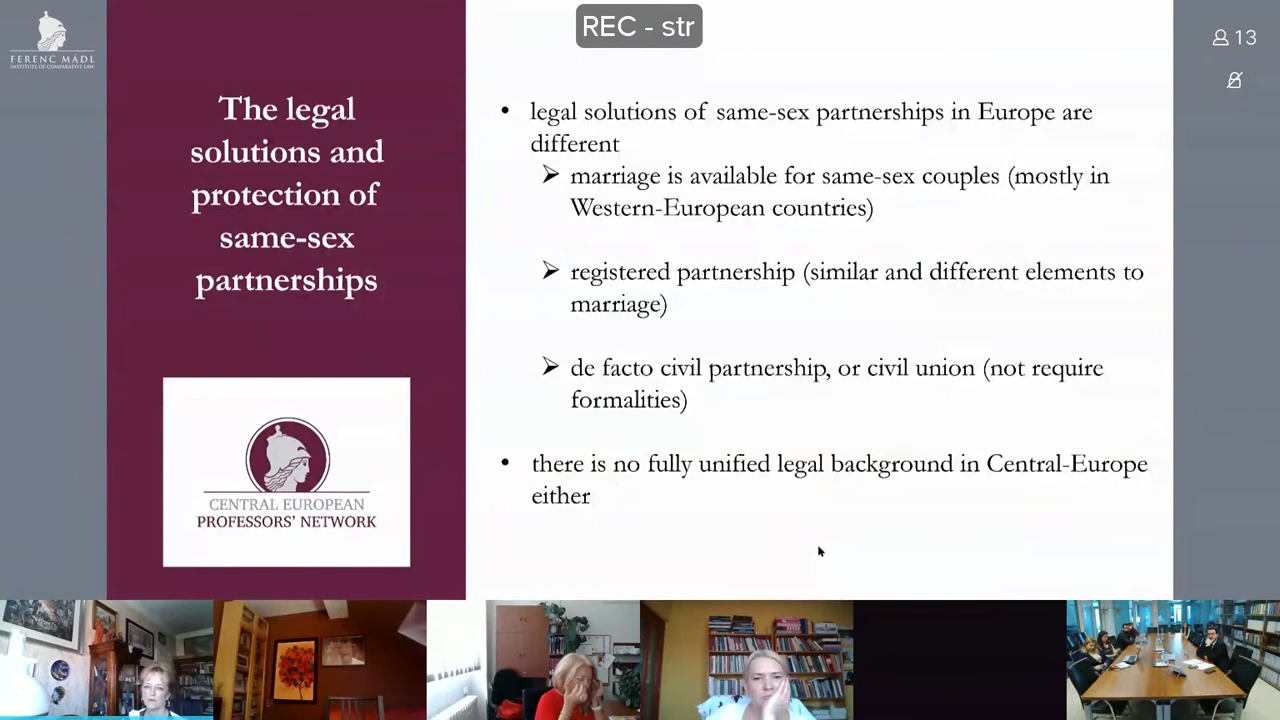 REC - str
13
FERENC MÁDL
INSTITUTE OF COMPARATIVE LAW
The legal
solutions and
protection of
same-sex
partnerships
CENTRAL EUROPEAN
PROFESSORS' NETWORK
• legal solutions of same-sex partnerships in Europe are
different
➢ marriage is available for same-sex couples (mostly in
Western-European countries)
➢ registered partnership (similar and different elements to
marriage)
➢ de facto civil partnership, or civil union (not require
formalities)
• there is no fully unified legal background in Central-Europe
either